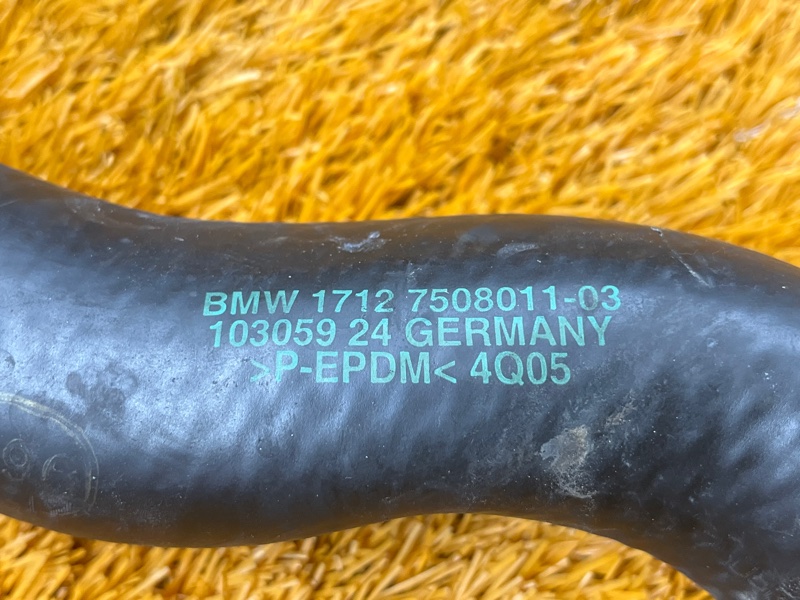 BMW 1712 7508011-03
103059 24 GERMANY
>P-EPDM< 4Q05